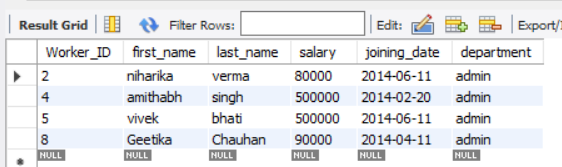 Result Grid Filter Rows: Edit: Export/
Worker_ID first_name last_name salary joining_date department
2 niharika verma 80000 2014-06-11 admin
4 amithabh singh 500000 2014-02-20 admin
5 vivek bhati 500000 2014-06-11 admin
8 Geetika Chauhan 90000 2014-04-11 admin
NULL NULL NULL NULL NULL NULL